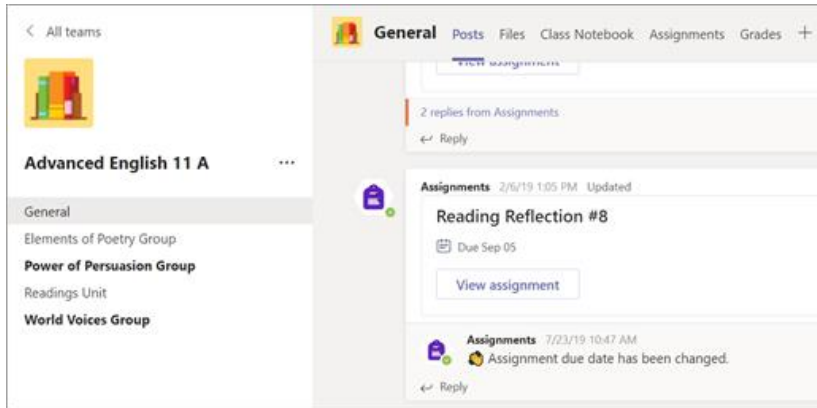 All teams
Advanced English 11 A
General
Elements of Poetry Group
Power of Persuasion Group
Readings Unit
World Voices Group
General Posts Files Class Notebook Assignments Grades
View assignment
2 replies from Assignments
Reply
Assignments 2/6/19 1:05 PM Updated
Reading Reflection #8
Due Sep 05
View assignment
Assignments 7/23/19 10:47 AM
Assignment due date has been changed.
Reply